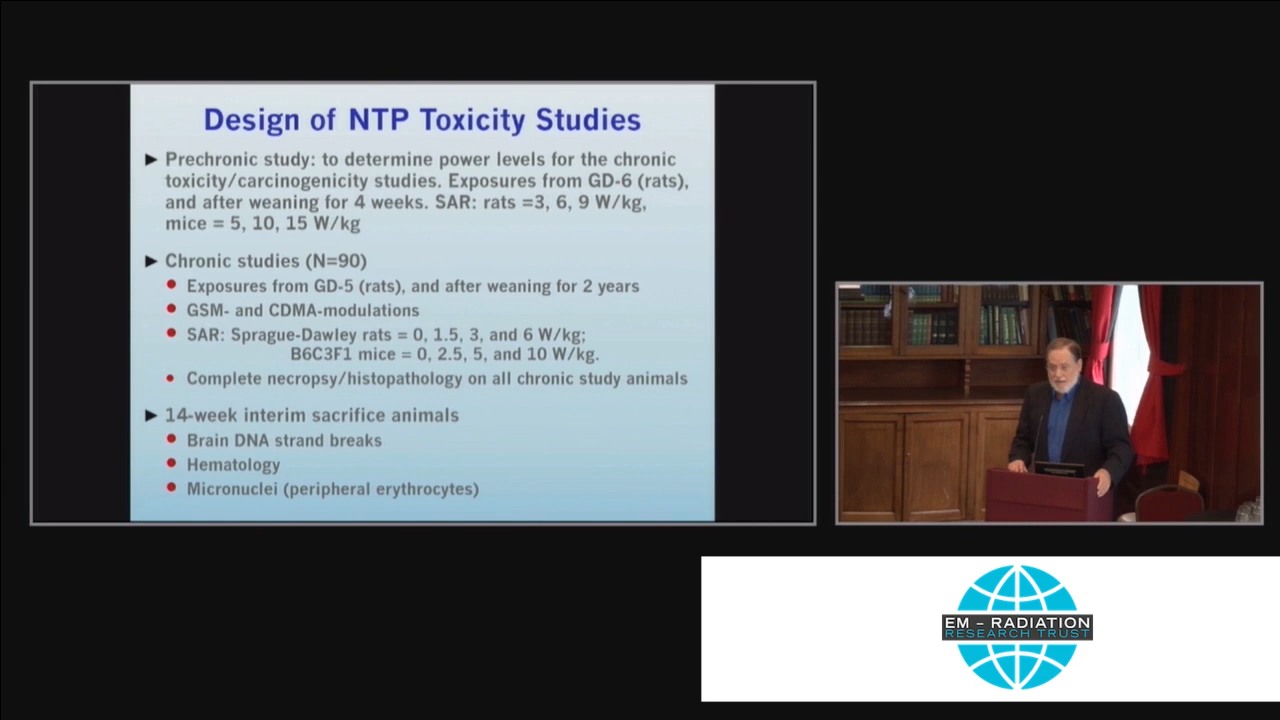 Design of NTP Toxicity Studies
► Prechronic study: to determine power levels for the chronic
toxicity/carcinogenicity studies. Exposures from GD-6 (rats),
and after weaning for 4 weeks. SAR: rats =3, 6, 9 W/kg,
mice = 5, 10, 15 W/kg
► Chronic studies (N=90)
• Exposures from GD-5 (rats), and after weaning for 2 years
• GSM- and CDMA-modulations
• SAR: Sprague-Dawley rats = 0, 1.5, 3, and 6 W/kg;
B6C3F1 mice = 0, 2.5, 5, and 10 W/kg.
• Complete necropsy/histopathology on all chronic study animals
► 14-week interim sacrifice animals
• Brain DNA strand breaks
• Hematology
• Micronuclei (peripheral erythrocytes)
EM – RADIATION
RESEARCH TRUST